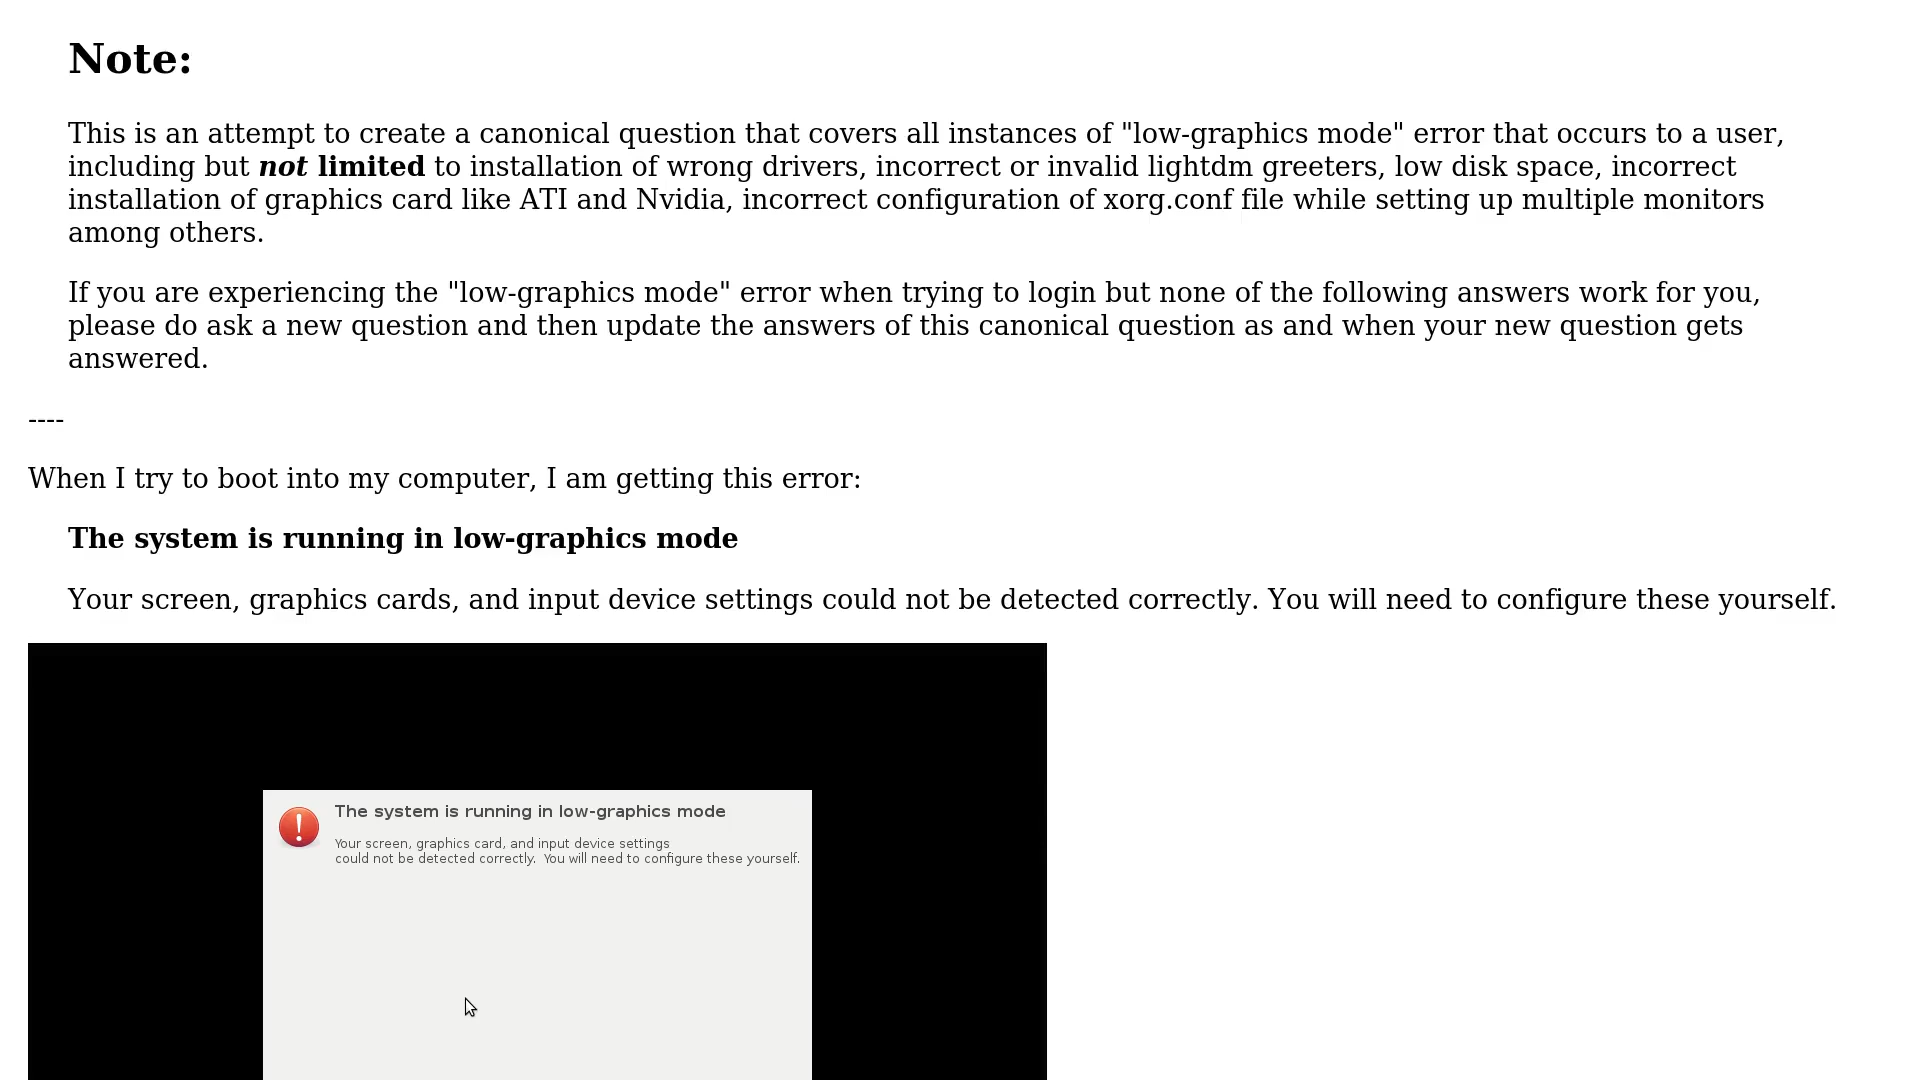 Note:
This is an attempt to create a canonical question that covers all instances of "low-graphics mode" error that occurs to a user,
including but not limited to installation of wrong drivers, incorrect or invalid lightdm greeters, low disk space, incorrect
installation of graphics card like ATI and Nvidia, incorrect configuration of xorg.conf file while setting up multiple monitors
among others.
If you are experiencing the "low-graphics mode" error when trying to login but none of the following answers work for you,
please do ask a new question and then update the answers of this canonical question as and when your new question gets
answered.
----
When I try to boot into my computer, I am getting this error:
The system is running in low-graphics mode
Your screen, graphics cards, and input device settings could not be detected correctly. You will need to configure these yourself.
The system is running in low-graphics mode
Your screen, graphics card, and input device settings
could not be detected correctly.  You will need to configure these yourself.